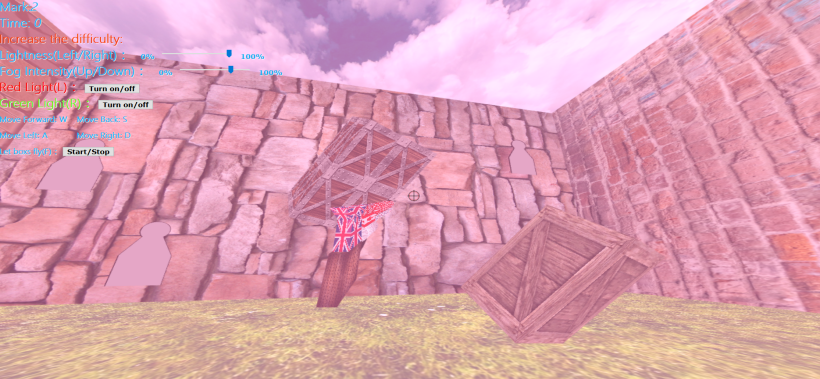 Mark:2
Time: 0
Increase the difficulty.
Lightness(Left/Right) : 0% 100%
Fog Intensity(Up/Down) : 0% 100%
Red Light(L) : Turn on/off
Green Light(K) : Turn on/off
Move Forward: W Move Back: S
Move Left: A Move Right: D
Start/Stop